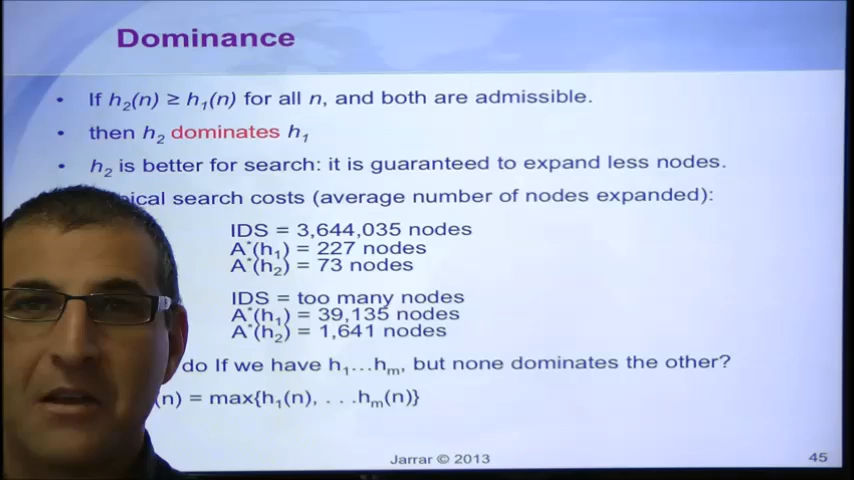 Dominance
• If h2(n) ≥ h1(n) for all n, and both are admissible.
• then h2 dominates h1
• h2 is better for search: it is guaranteed to expand less nodes.
search costs (average number of nodes expanded):
IDS = 3,644,035 nodes
A*(h1) = 227 nodes
A*(h2) = 73 nodes
IDS = too many nodes
A*(h1) = 39,135 nodes
A*(h2) = 1,641 nodes
do If we have h1...hm, but none dominates the other?
(n) = max{h1(n), . . .hm(n)}
Jarrar © 2013
45